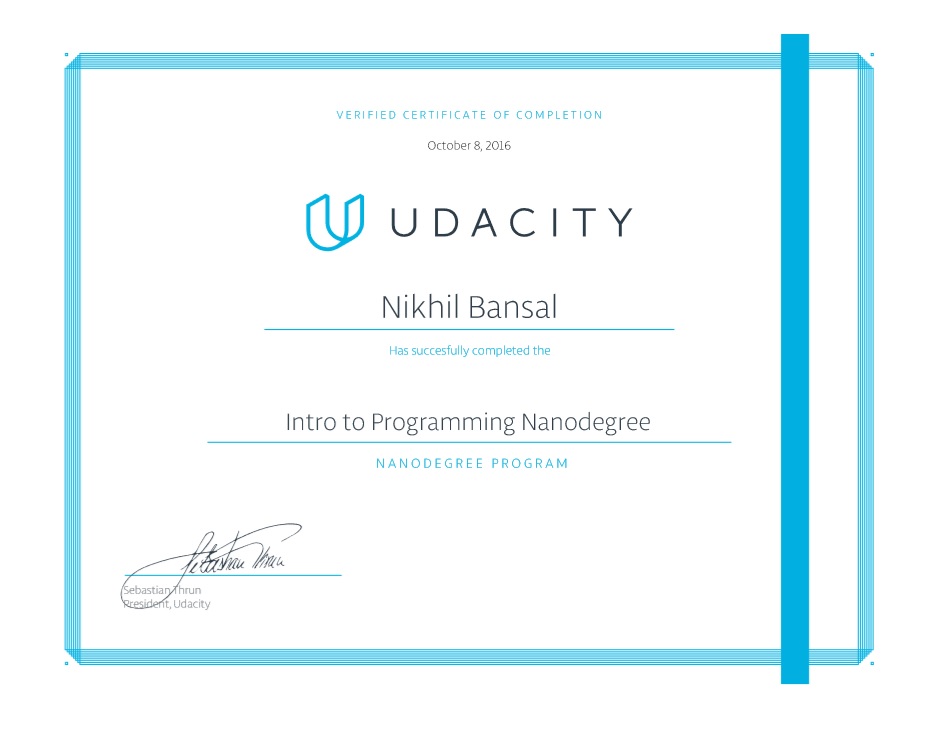 VERIFIED CERTIFICATE OF COMPLETION
October 8, 2016
UDACITY
Nikhil Bansal
Has succesfully completed the
Intro to Programming Nanodegree
NANODEGREE PROGRAM
Sebastian Thrun
Sebastian Thrun
President, Udacity